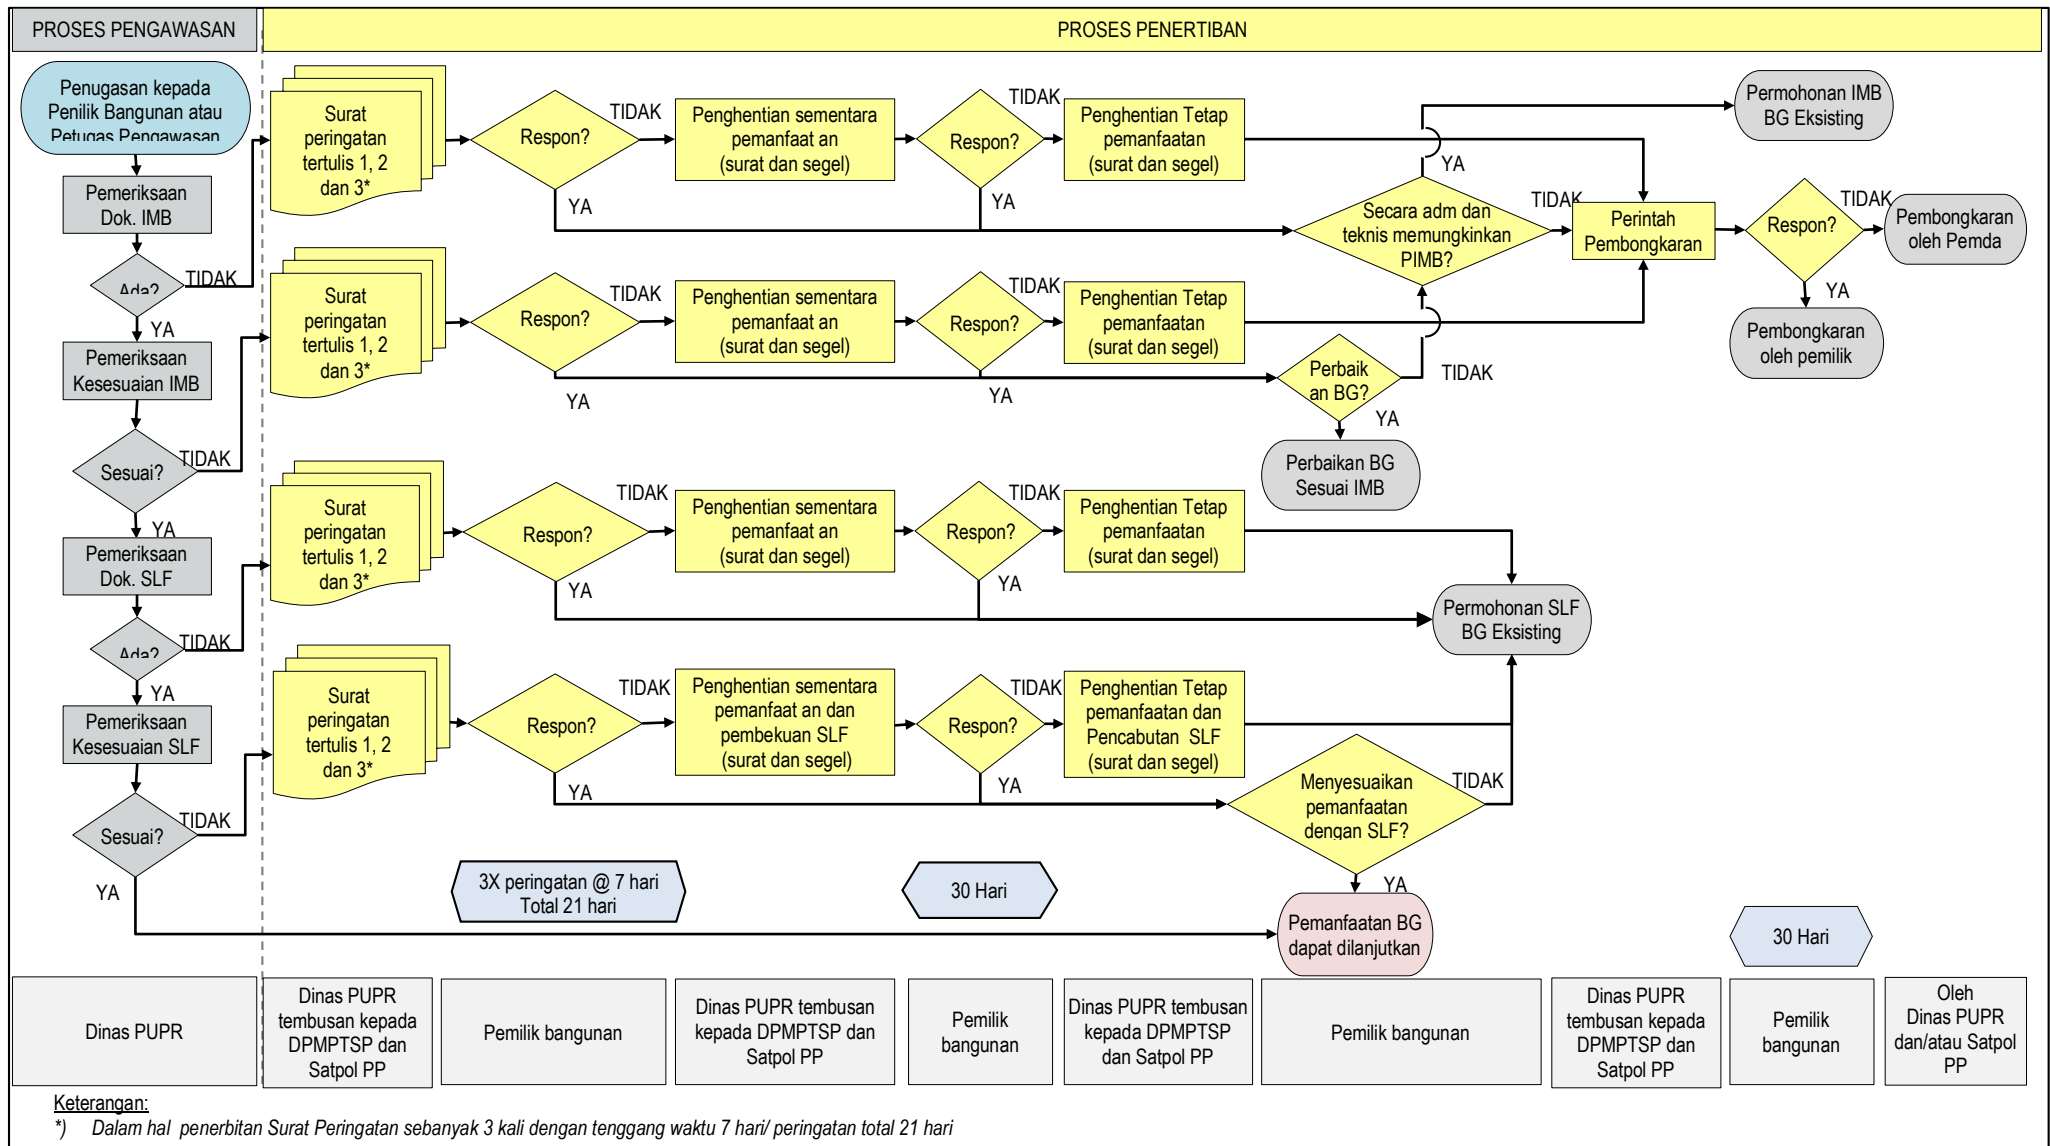 PROSES PENGAWASAN
PROSES PENERTIBAN
Penugasan kepada
Penilik Bangunan atau
Petugas Pengawasan
Pemeriksaan
Dok. IMB
Ada?
TIDAK
YA
Pemeriksaan
Kesesuaian IMB
Sesuai?
TIDAK
YA
Pemeriksaan
Dok. SLF
Ada?
TIDAK
YA
Pemeriksaan
Kesesuaian SLF
Sesuai?
TIDAK
YA
Surat
peringatan
tertulis 1, 2
dan 3*
Respon?
TIDAK
YA
Penghentian sementara
pemanfaat an
(surat dan segel)
Respon?
TIDAK
YA
Penghentian Tetap
pemanfaatan
(surat dan segel)
Secara adm dan
teknis memungkinkan
PIMB?
YA
TIDAK
Permohonan IMB
BG Eksisting
Perintah
Pembongkaran
Respon?
TIDAK
YA
Pembongkaran
oleh Pemda
Pembongkaran
oleh pemilik
Surat
peringatan
tertulis 1, 2
dan 3*
Respon?
TIDAK
YA
Penghentian sementara
pemanfaat an
(surat dan segel)
Respon?
TIDAK
YA
Penghentian Tetap
pemanfaatan
(surat dan segel)
Perbaik
an BG?
TIDAK
YA
Perbaikan BG
Sesuai IMB
Surat
peringatan
tertulis 1, 2
dan 3*
Respon?
TIDAK
YA
Penghentian sementara
pemanfaat an
(surat dan segel)
Respon?
TIDAK
YA
Penghentian Tetap
pemanfaatan
(surat dan segel)
Permohonan SLF
BG Eksisting
Surat
peringatan
tertulis 1, 2
dan 3*
Respon?
TIDAK
YA
Penghentian sementara
pemanfaat an dan
pembekuan SLF
(surat dan segel)
Respon?
TIDAK
YA
Penghentian Tetap
pemanfaatan dan
Pencabutan SLF
(surat dan segel)
Menyesuaikan
pemanfaatan
dengan SLF?
TIDAK
YA
3X peringatan @ 7 hari
Total 21 hari
30 Hari
Pemanfaatan BG
dapat dilanjutkan
30 Hari
Dinas PUPR
Dinas PUPR
tembusan kepada
DPMPTSP dan
Satpol PP
Pemilik bangunan
Dinas PUPR tembusan
kepada DPMPTSP dan
Satpol PP
Pemilik
bangunan
Dinas PUPR tembusan
kepada DPMPTSP dan
Satpol PP
Pemilik bangunan
Dinas PUPR
tembusan kepada
DPMPTSP dan
Satpol PP
Pemilik
bangunan
Oleh
Dinas PUPR
dan/atau Satpol
PP
Keterangan:
*) Dalam hal penerbitan Surat Peringatan sebanyak 3 kali dengan tenggang waktu 7 hari/ peringatan total 21 hari